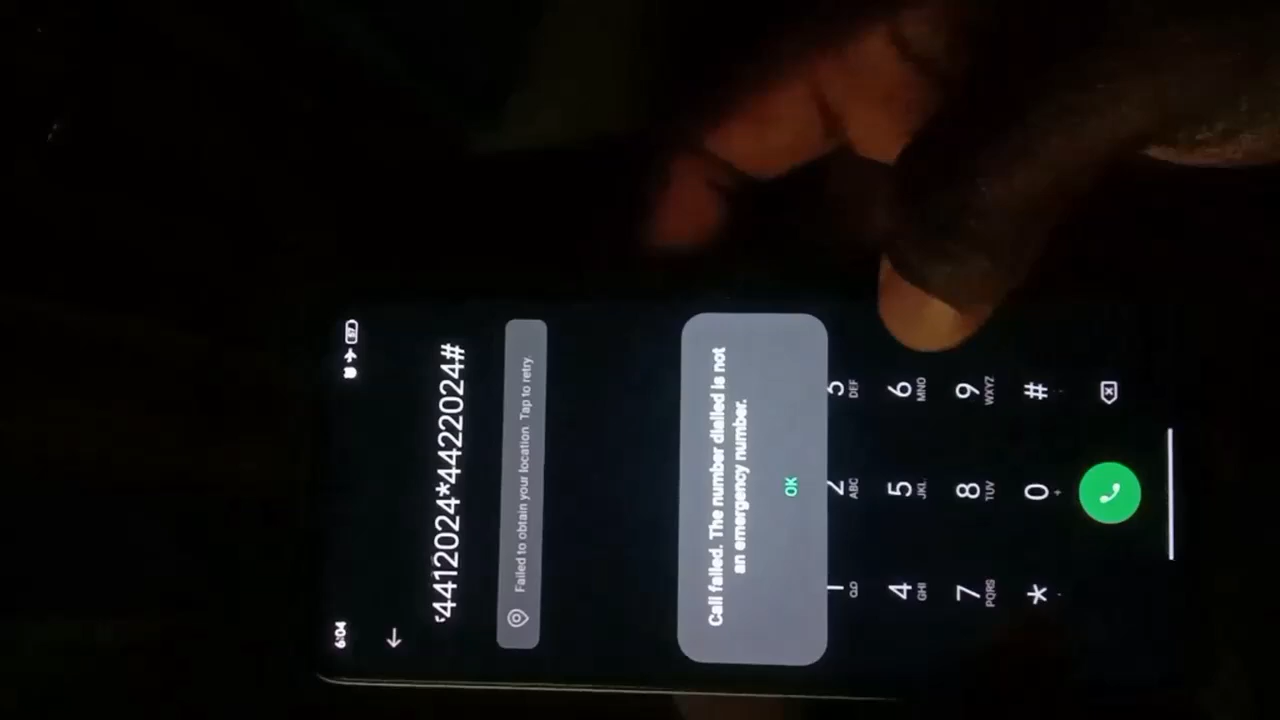 6:04
57
*4412024*4422024#
Failed to obtain your location. Tap to retry.
Call failed. The number dialled is not
an emergency number.
OK
1
2 ABC
3 DEF
4 GHI
5 JKL
6 MNO
7 PQRS
8 TUV
9 WXYZ
*
0 +
#